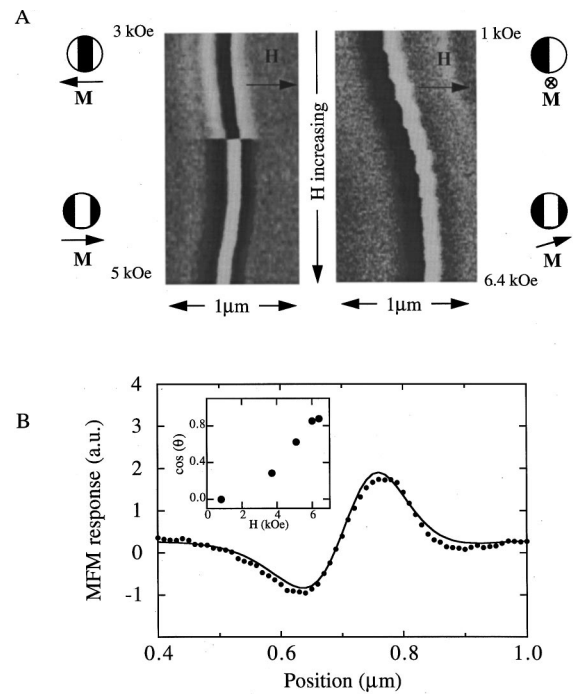 A
3 kOe
1 kOe
H
H
M
M
H increasing
M
M
5 kOe
6.4 kOe
1μm
1μm
B
4
3
2
1
0
-1
MFM response (a.u.)
0.8
0.4
0.0
cos (θ)
0 2 4 6
H (kOe)
0.4 0.6 0.8 1.0
Position (μm)